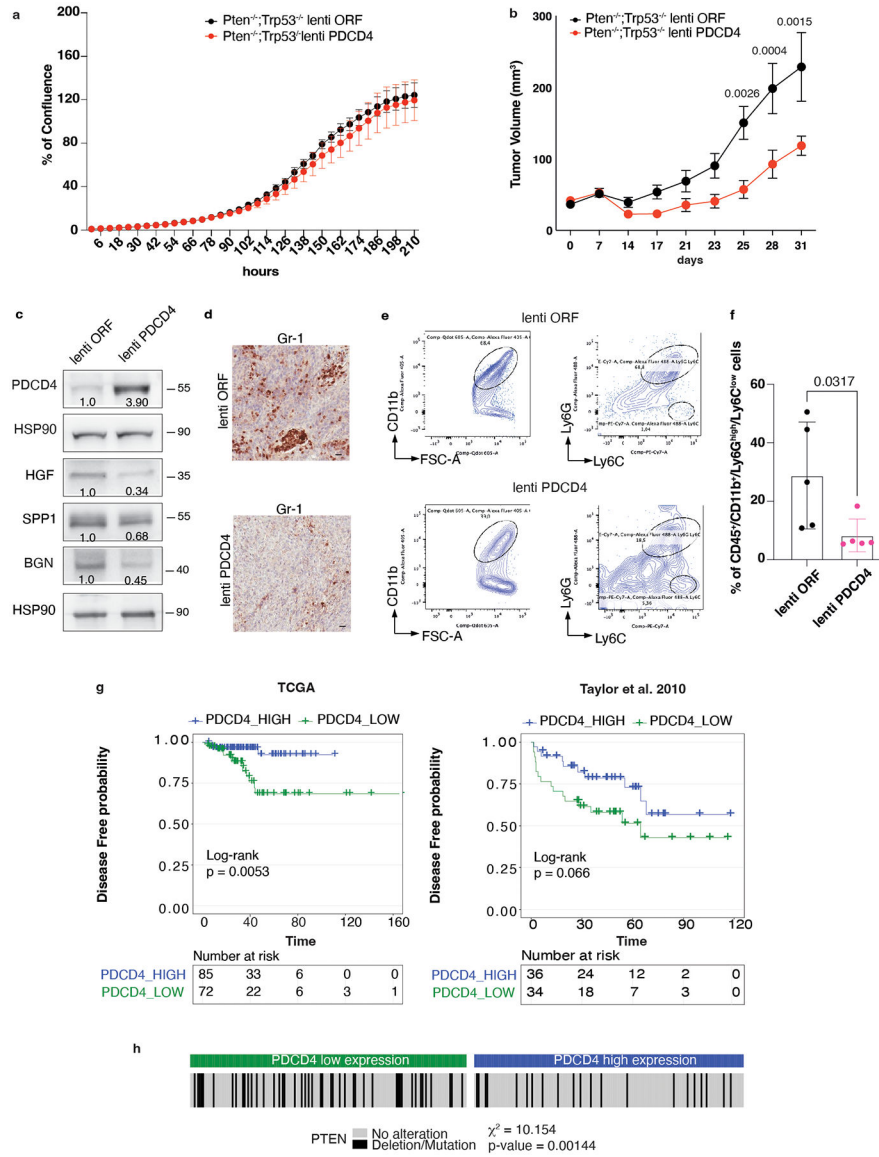 a
200
160
120
80
40
0
% of Confluence
Pten-/-;Trp53-/- lenti ORF
Pten-/-;Trp53-/-lenti PDCD4
6 18 30 42 54 66 78 90 102 114 126 138 150 162 174 186 198 210
hours
b
300
200
100
0
Tumor Volume (mm³)
Pten-/-;Trp53-/- lenti ORF
Pten-/-;Trp53-/- lenti PDCD4
0.0026
0.0004
0.0015
0 7 14 17 21 23 25 28 31
days
c
lenti ORF
lenti PDCD4
PDCD4
1.0 3.90
55
HSP90
90
HGF
1.0 0.34
35
SPP1
1.0 0.68
55
BGN
1.0 0.45
40
HSP90
90
d
Gr-1
lenti ORF
Gr-1
lenti PDCD4
e
lenti ORF
CD11b
FSC-A
Ly6G
Ly6C
lenti PDCD4
CD11b
FSC-A
Ly6G
Ly6C
f
% of CD45⁺/CD11b⁺/Ly6G^high/Ly6C^low cells
60
40
20
0
0.0317
lenti ORF
lenti PDCD4
g
TCGA
PDCD4_HIGH PDCD4_LOW
Disease Free probability
1.00
0.75
0.50
0.25
0.00
Log-rank
p = 0.0053
0 40 80 120 160
Time
Number at risk
PDCD4_HIGH 85 33 6 0 0
PDCD4_LOW 72 22 6 3 1
Taylor et al. 2010
PDCD4_HIGH PDCD4_LOW
Disease Free probability
1.00
0.75
0.50
0.25
0.00
Log-rank
p = 0.066
0 30 60 90 120
Time
Number at risk
PDCD4_HIGH 36 24 12 2 0
PDCD4_LOW 34 18 7 3 0
h
PDCD4 low expression
PDCD4 high expression
PTEN
No alteration
Deletion/Mutation
χ² = 10.154
p-value = 0.00144